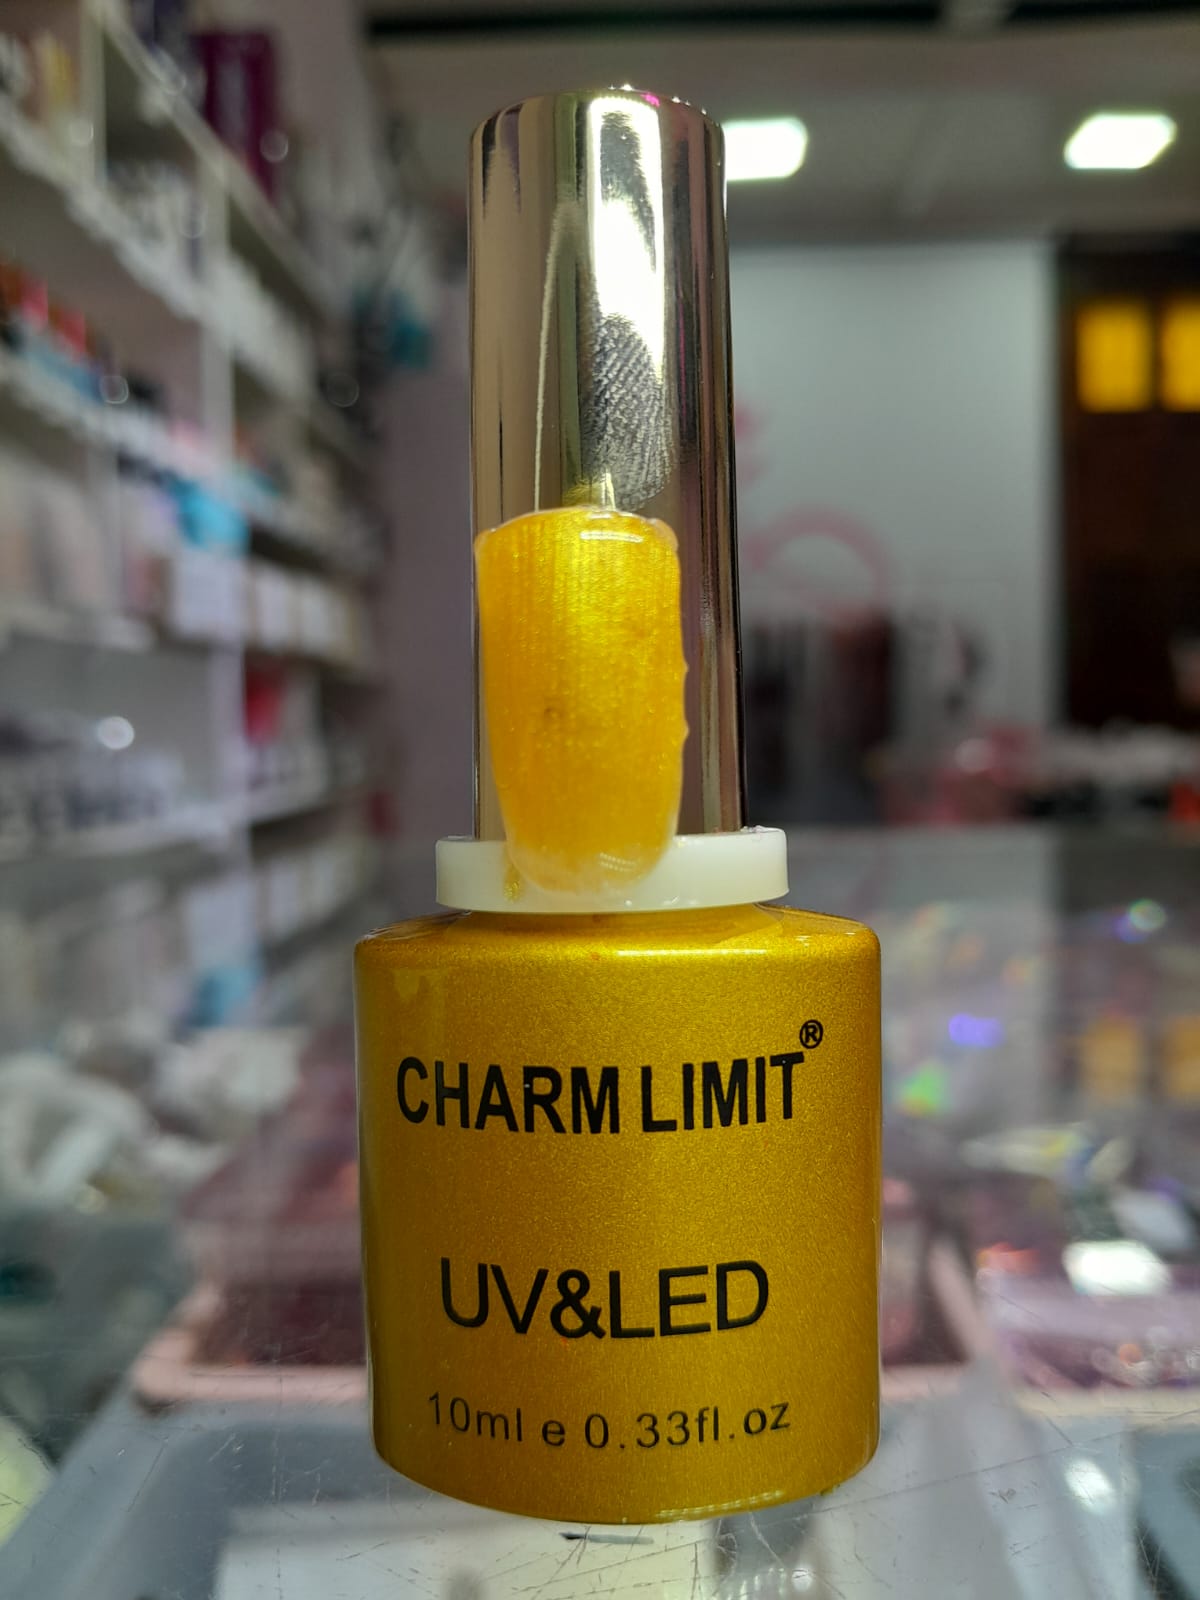 CHARM LIMIT®
UV&LED
10ml e 0.33fl.oz